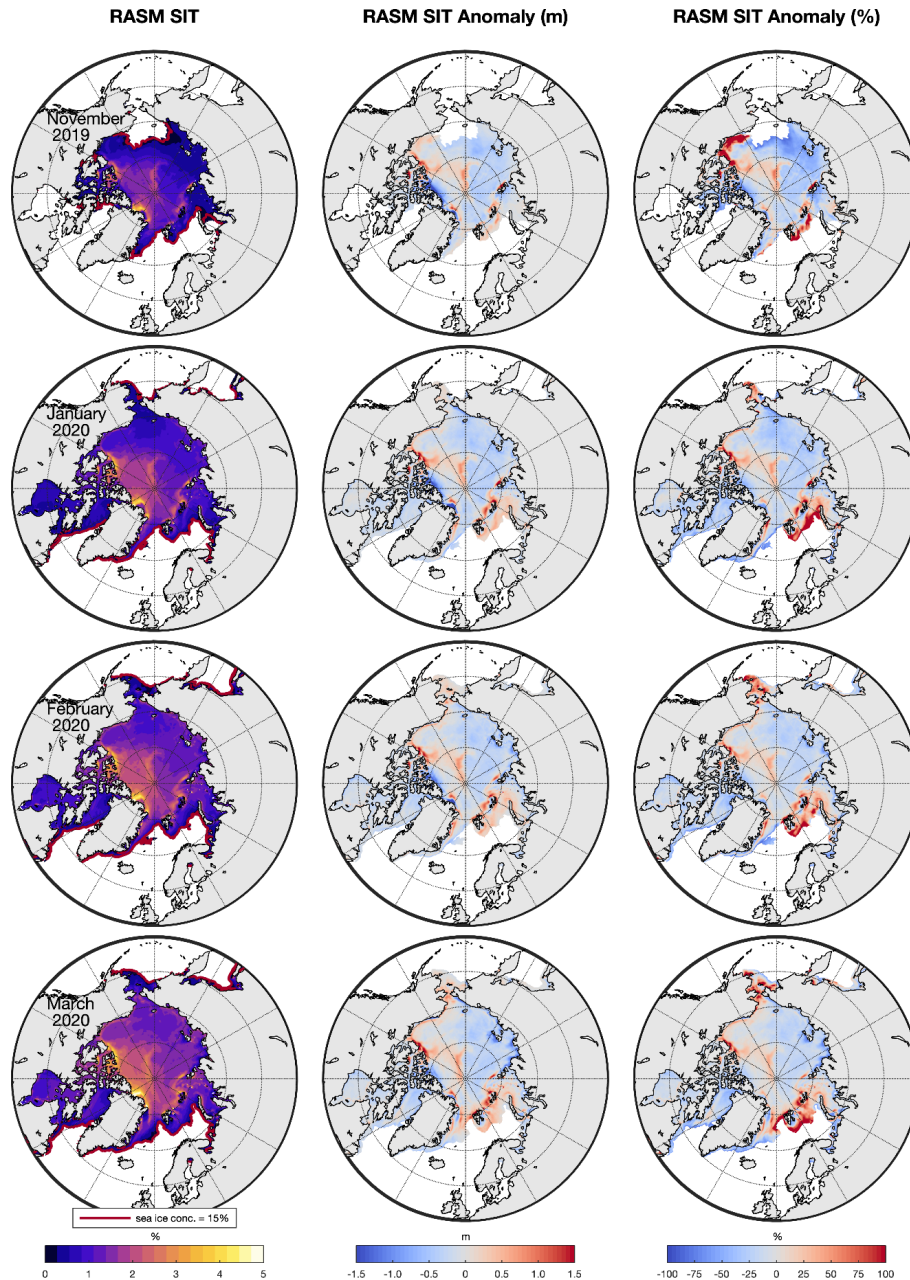 RASM SIT
RASM SIT Anomaly (m)
RASM SIT Anomaly (%)
November
2019
January
2020
February
2020
March
2020
sea ice conc. = 15%
%
0 1 2 3 4 5
m
-1.5 -1.0 -0.5 0 0.5 1.0 1.5
%
-100 -75 -50 -25 0 25 50 75 100